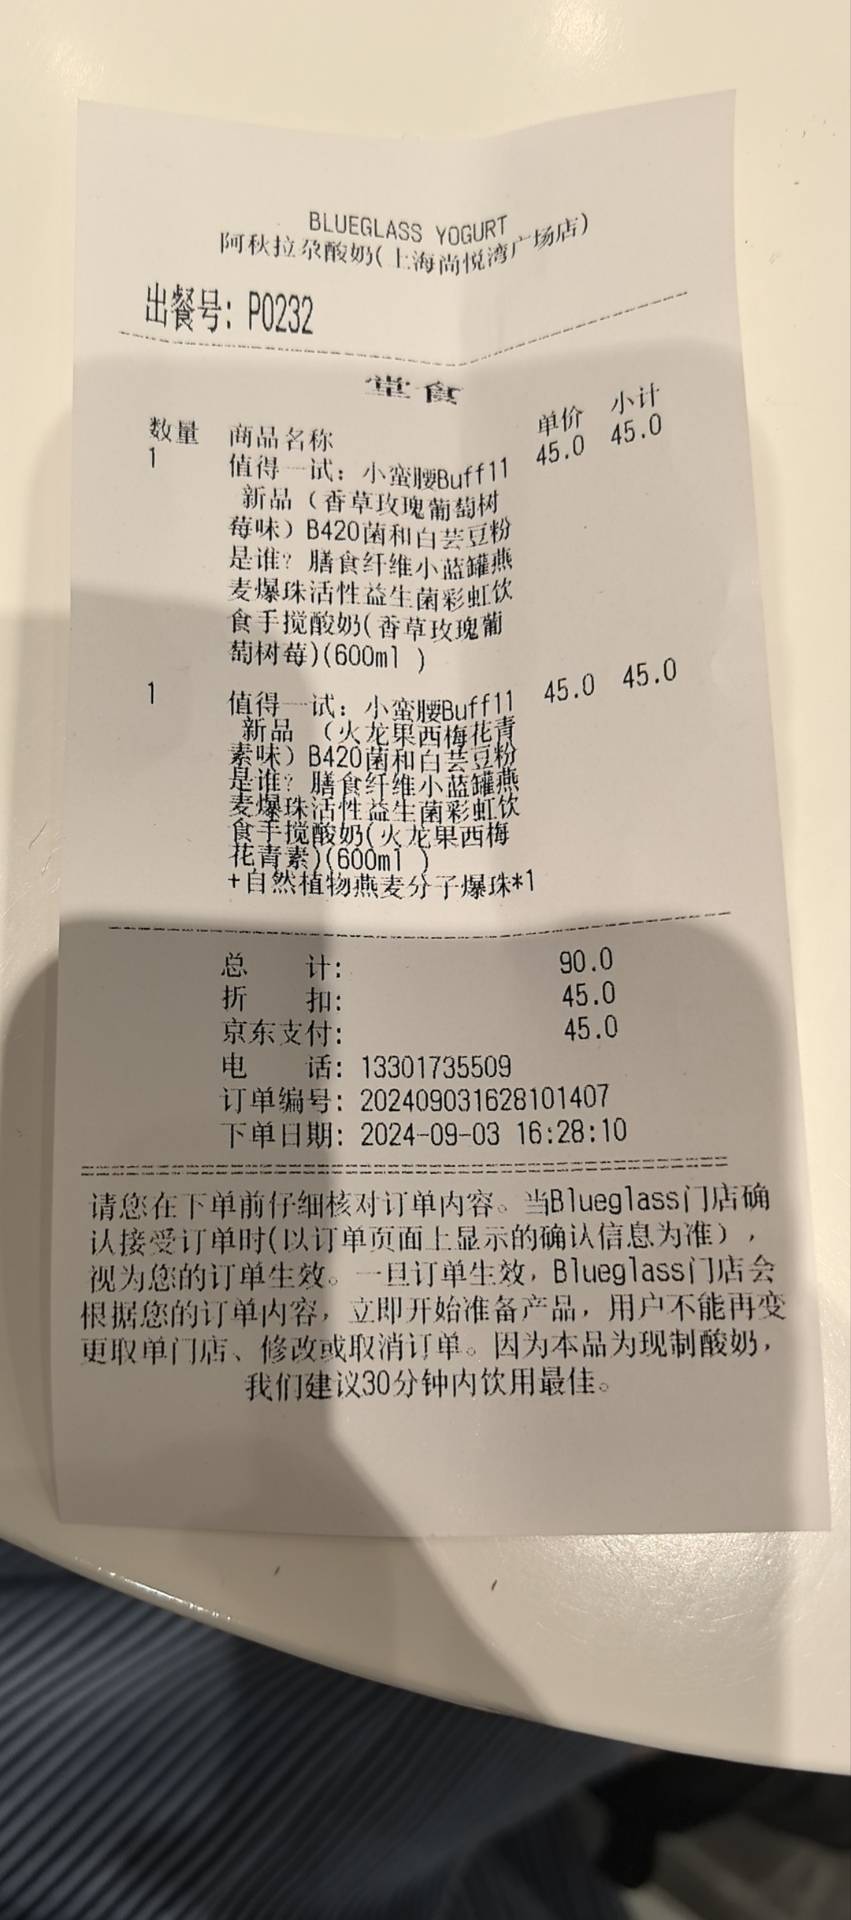 BLUEGLASS YOGURT
阿秋拉尕酸奶(上海尚悦湾广场店)
出餐号: P0232
堂食
数量 商品名称 单价 小计
1 值得一试: 小蛮腰Buff11 45.0 45.0
新品（香草玫瑰葡萄树
莓味）B420菌和白芸豆粉
是谁? 膳食纤维小蓝罐燕
麦爆珠活性益生菌彩虹饮
食手搅酸奶(香草玫瑰葡
萄树莓)(600ml )
1 值得一试: 小蛮腰Buff11 45.0 45.0
新品 （火龙果西梅花青
素味）B420菌和白芸豆粉
是谁? 膳食纤维小蓝罐燕
麦爆珠活性益生菌彩虹饮
食手搅酸奶(火龙果西梅
花青素)(600ml )
+自然植物燕麦分子爆珠*1
总 计: 90.0
折 扣: 45.0
京东支付: 45.0
电 话: 13301735509
订单编号: 202409031628101407
下单日期: 2024-09-03 16:28:10
请您在下单前仔细核对订单内容。当Blueglass门店确
认接受订单时(以订单页面上显示的确认信息为准），
视为您的订单生效。一旦订单生效，Blueglass门店会
根据您的订单内容，立即开始准备产品，用户不能再变
更取单门店、修改或取消订单。因为本品为现制酸奶，
我们建议30分钟内饮用最佳。